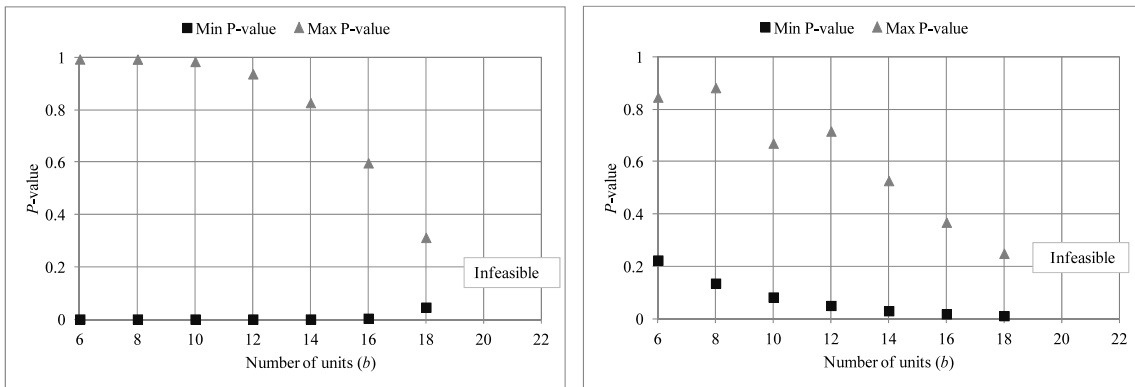 Min P-value Max P-value
1
0.8
0.6
0.4
0.2
0
P-value
Infeasible
6 8 10 12 14 16 18 20 22
Number of units (b)
Min P-value Max P-value
1
0.8
0.6
0.4
0.2
0
P-value
Infeasible
6 8 10 12 14 16 18 20 22
Number of units (b)